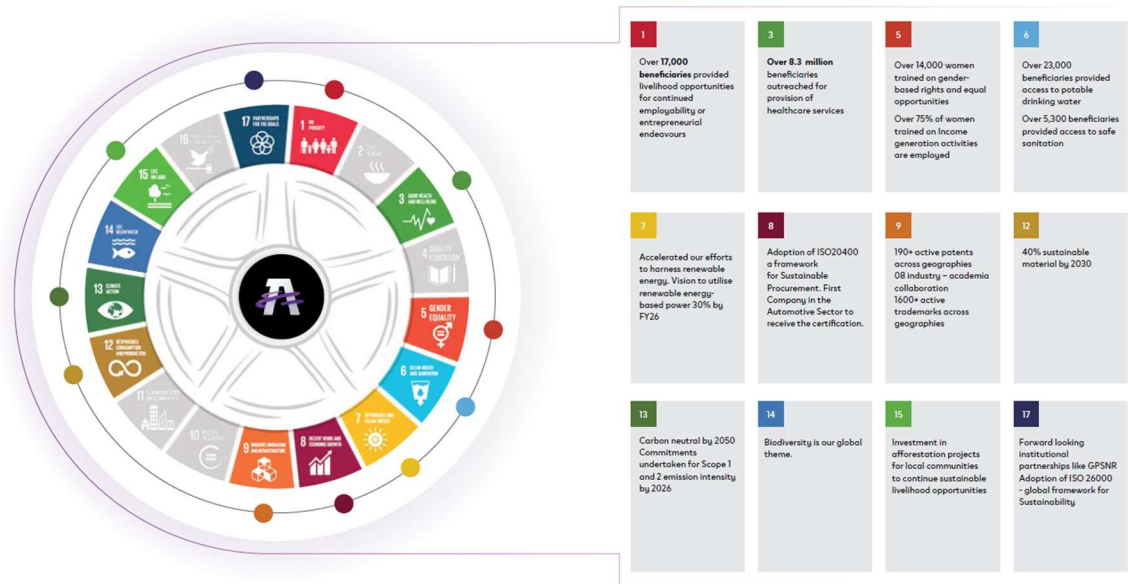 17 PARTNERSHIPS
FOR THE GOALS
1 NO
POVERTY
2
3 GOOD HEALTH
AND WELL-BEING
4 QUALITY
EDUCATION
5 GENDER
EQUALITY
6 CLEAN WATER
AND SANITATION
7 AFFORDABLE AND
CLEAN ENERGY
8 DECENT WORK AND
ECONOMIC GROWTH
9 INDUSTRY, INNOVATION
AND INFRASTRUCTURE
10
11
12 RESPONSIBLE
CONSUMPTION
AND PRODUCTION
13 CLIMATE
ACTION
14 LIFE
BELOW WATER
15 LIFE
ON LAND
16
1
Over 17,000
beneficiaries provided
livelihood opportunities
for continued
employability or
entrepreneurial
endeavours
3
Over 8.3 million
beneficiaries
outreached for
provision of
healthcare services
5
Over 14,000 women
trained on gender-
based rights and equal
opportunities
Over 75% of women
trained on Income
generation activities
are employed
6
Over 23,000
beneficiaries provided
access to potable
drinking water
Over 5,300 beneficiaries
provided access to safe
sanitation
7
Accelerated our efforts
to harness renewable
energy. Vision to utilise
renewable energy-
based power 30% by
FY26
8
Adoption of ISO20400
a framework
for Sustainable
Procurement. First
Company in the
Automotive Sector to
receive the certification.
9
190+ active patents
across geographies
08 industry – academia
collaboration
1600+ active
trademarks across
geographies
12
40% sustainable
material by 2030
13
Carbon neutral by 2050
Commitments
undertaken for Scope 1
and 2 emission intensity
by 2026
14
Biodiversity is our global
theme.
15
Investment in
afforestation projects
for local communities
to continue sustainable
livelihood opportunities
17
Forward looking
institutional
partnerships like GPSNR
Adoption of ISO 26000
- global framework for
Sustainability